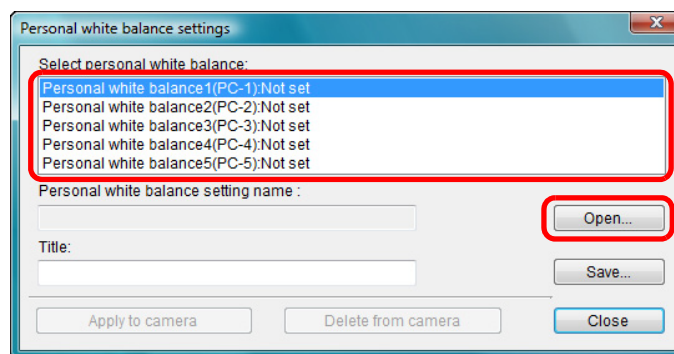 Personal white balance settings
Select personal white balance:
Personal white balance1(PC-1):Not set
Personal white balance2(PC-2):Not set
Personal white balance3(PC-3):Not set
Personal white balance4(PC-4):Not set
Personal white balance5(PC-5):Not set
Personal white balance setting name :
Open...
Title:
Save...
Apply to camera Delete from camera Close